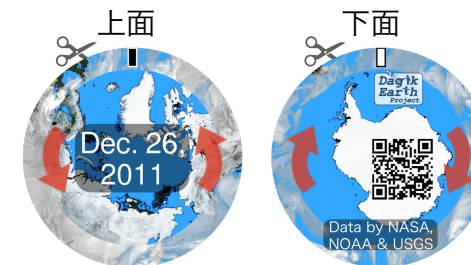 上面
下面
Dec. 26,
2011
Dagik
Earth
Project
Data by NASA,
NOAA & USGS